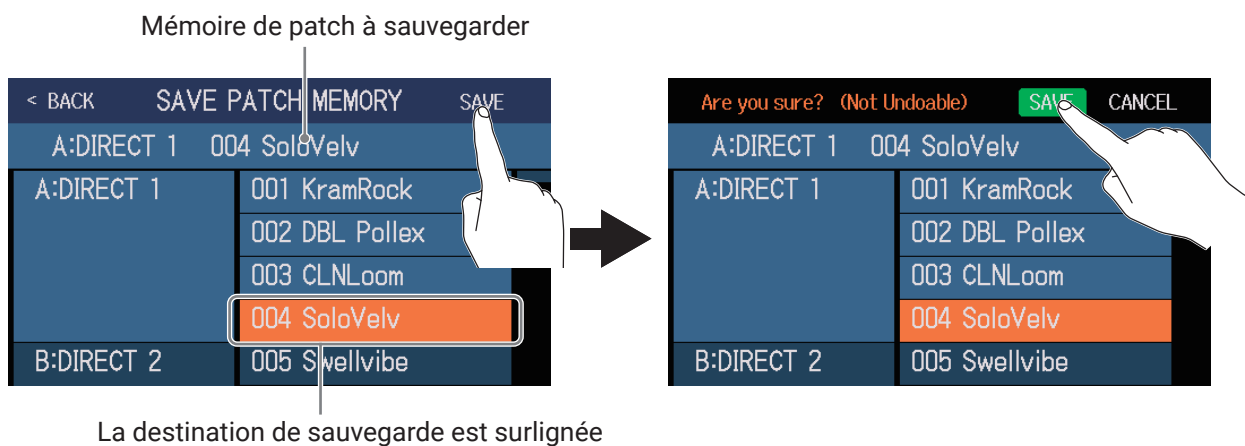 Mémoire de patch à sauvegarder
< BACK SAVE PATCH MEMORY SAVE
A:DIRECT 1 004 SoloVelv
A:DIRECT 1 001 KramRock
002 DBL Pollex
003 CLNLoom
004 SoloVelv
B:DIRECT 2 005 Swellvibe
La destination de sauvegarde est surlignée
Are you sure? (Not Undoable) SAVE CANCEL
A:DIRECT 1 004 SoloVelv
A:DIRECT 1 001 KramRock
002 DBL Pollex
003 CLNLoom
004 SoloVelv
B:DIRECT 2 005 Swellvibe